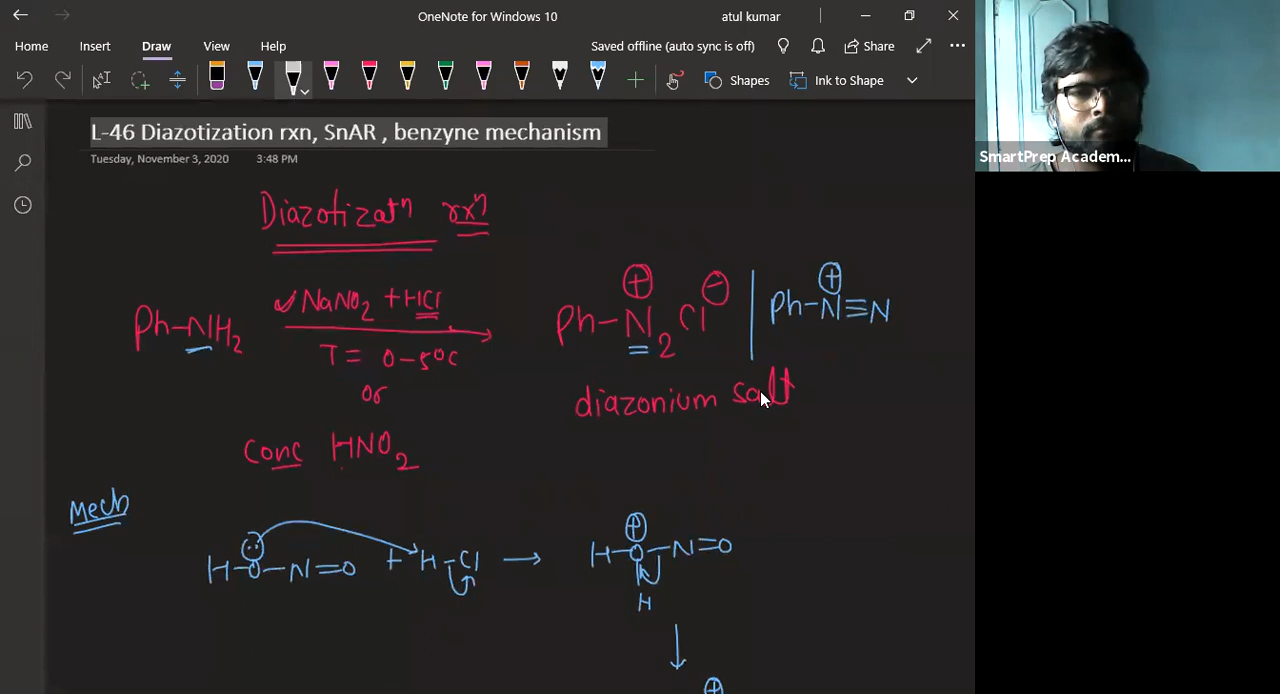 OneNote for Windows 10
atul kumar
Home Insert Draw View Help
Saved offline (auto sync is off)
Share
Shapes
Ink to Shape
SmartPrep Academ...
L-46 Diazotization rxn, SnAR , benzyne mechanism
Tuesday, November 3, 2020 3:48 PM
Diazotizatⁿ rxⁿ
Ph-NH₂ ✓NaNO₂ + HCl
T = 0-5°C
or
Conc HNO₂
Ph-N₂ ⊕ Cl ⊖ | Ph-N⊕≡N
diazonium salt
Mech
H-O-N=O + H-Cl → H-O⊕-N=O
H
⊕